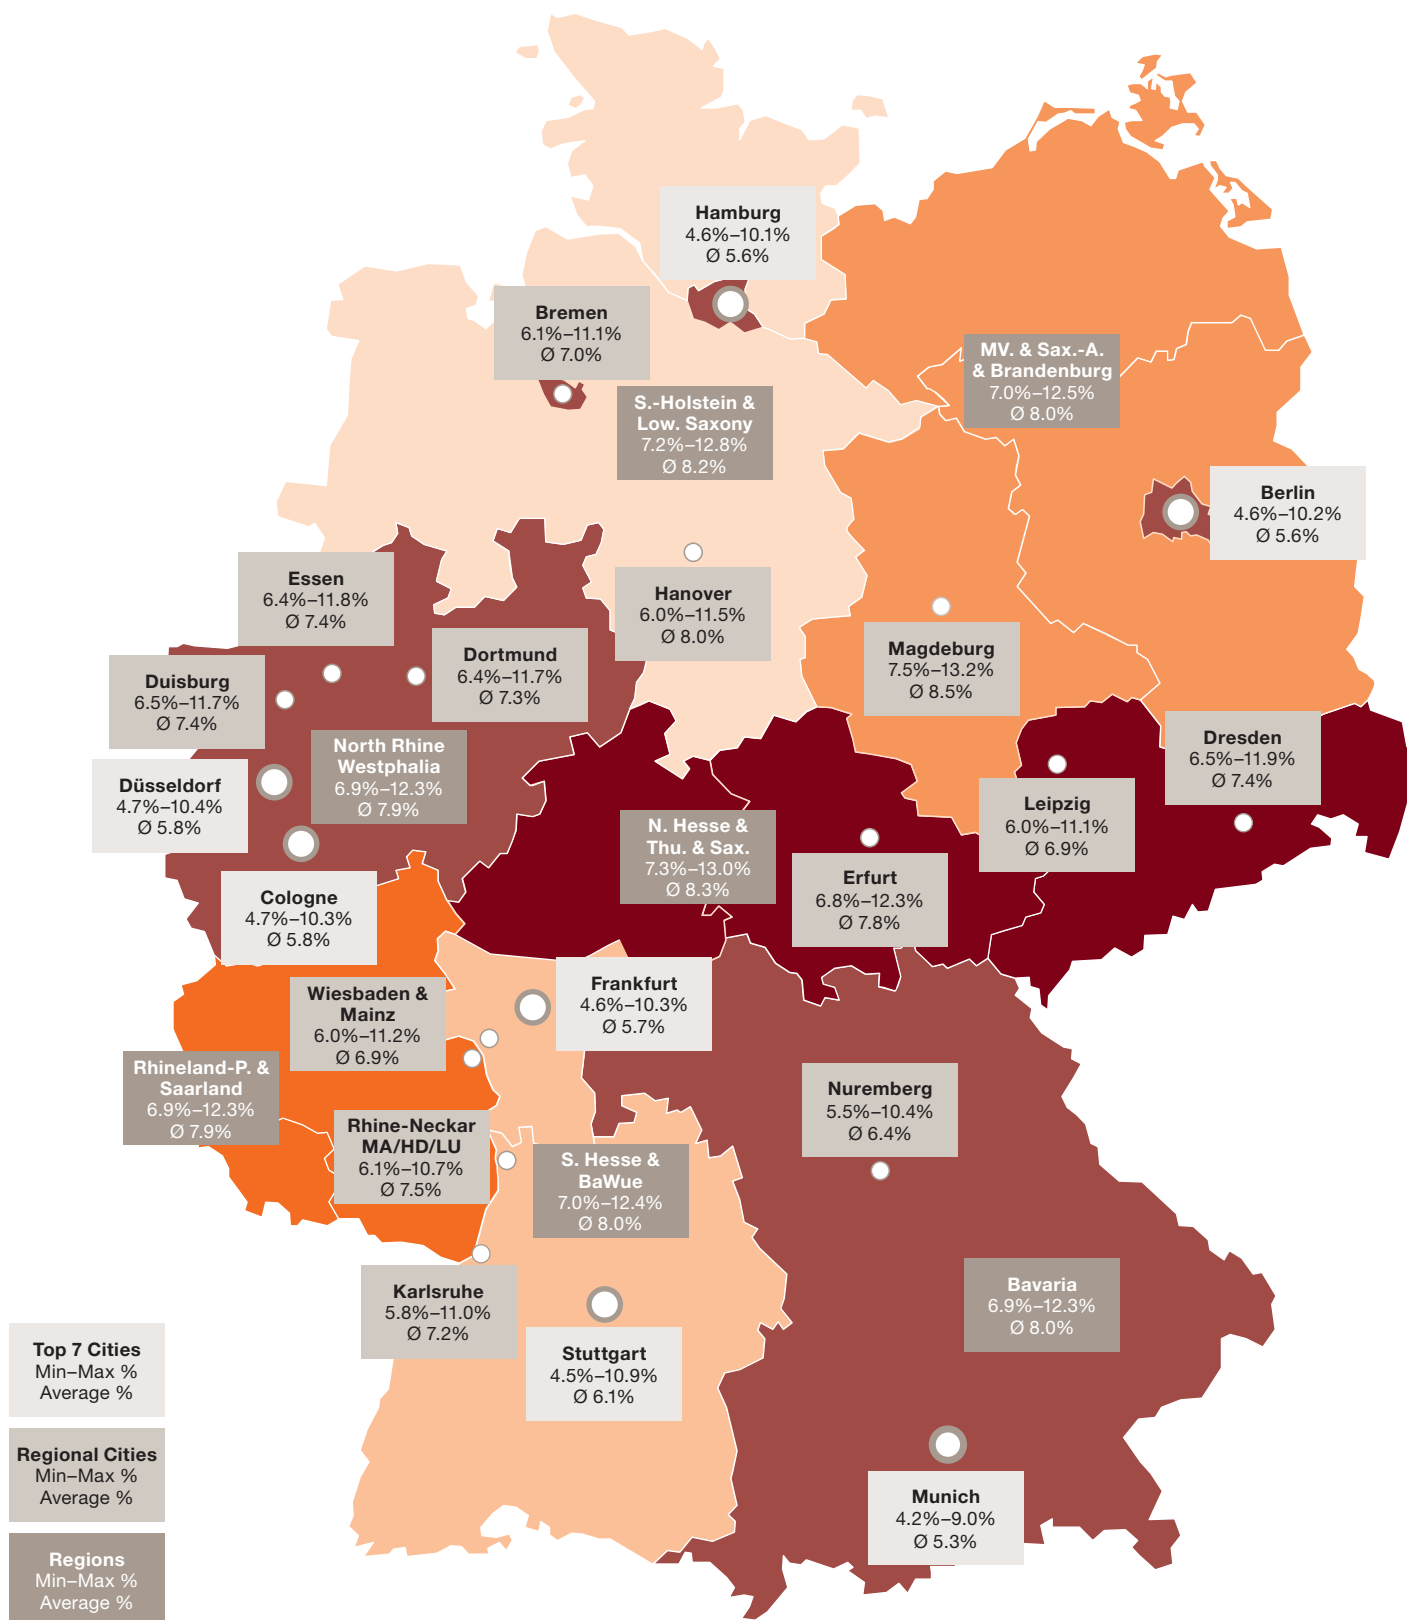 Hamburg
4.6%–10.1%
Ø 5.6%
Bremen
6.1%–11.1%
Ø 7.0%
MV. & Sax.-A.
& Brandenburg
7.0%–12.5%
Ø 8.0%
S.-Holstein &
Low. Saxony
7.2%–12.8%
Ø 8.2%
Berlin
4.6%–10.2%
Ø 5.6%
Essen
6.4%–11.8%
Ø 7.4%
Hanover
6.0%–11.5%
Ø 8.0%
Magdeburg
7.5%–13.2%
Ø 8.5%
Dortmund
6.4%–11.7%
Ø 7.3%
Duisburg
6.5%–11.7%
Ø 7.4%
Dresden
6.5%–11.9%
Ø 7.4%
North Rhine
Westphalia
6.9%–12.3%
Ø 7.9%
Düsseldorf
4.7%–10.4%
Ø 5.8%
Leipzig
6.0%–11.1%
Ø 6.9%
N. Hesse &
Thu. & Sax.
7.3%–13.0%
Ø 8.3%
Erfurt
6.8%–12.3%
Ø 7.8%
Cologne
4.7%–10.3%
Ø 5.8%
Frankfurt
4.6%–10.3%
Ø 5.7%
Wiesbaden &
Mainz
6.0%–11.2%
Ø 6.9%
Rhineland-P. &
Saarland
6.9%–12.3%
Ø 7.9%
Nuremberg
5.5%–10.4%
Ø 6.4%
Rhine-Neckar
MA/HD/LU
6.1%–10.7%
Ø 7.5%
S. Hesse &
BaWue
7.0%–12.4%
Ø 8.0%
Karlsruhe
5.8%–11.0%
Ø 7.2%
Bavaria
6.9%–12.3%
Ø 8.0%
Stuttgart
4.5%–10.9%
Ø 6.1%
Munich
4.2%–9.0%
Ø 5.3%
Top 7 Cities
Min–Max %
Average %
Regional Cities
Min–Max %
Average %
Regions
Min–Max %
Average %